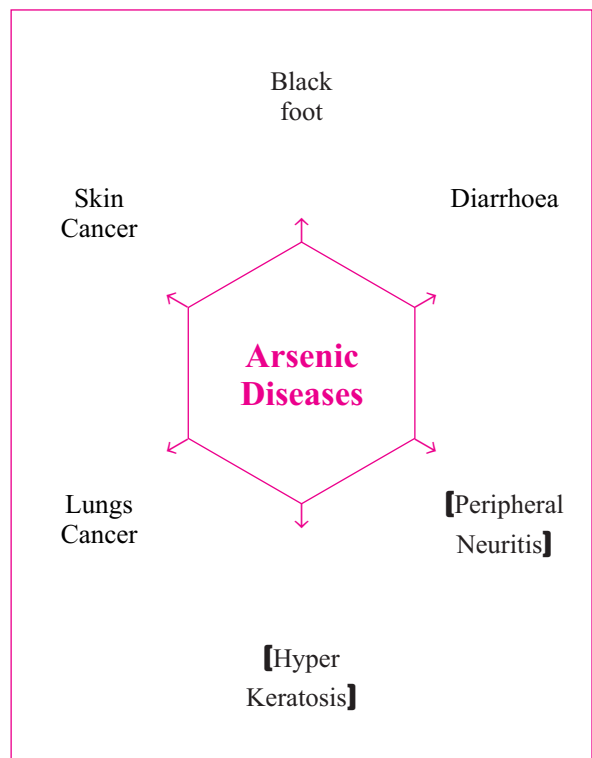 Black
foot
Skin
Cancer
Diarrhoea
Arsenic
Diseases
Lungs
Cancer
[Peripheral
Neuritis]
[Hyper
Keratosis]